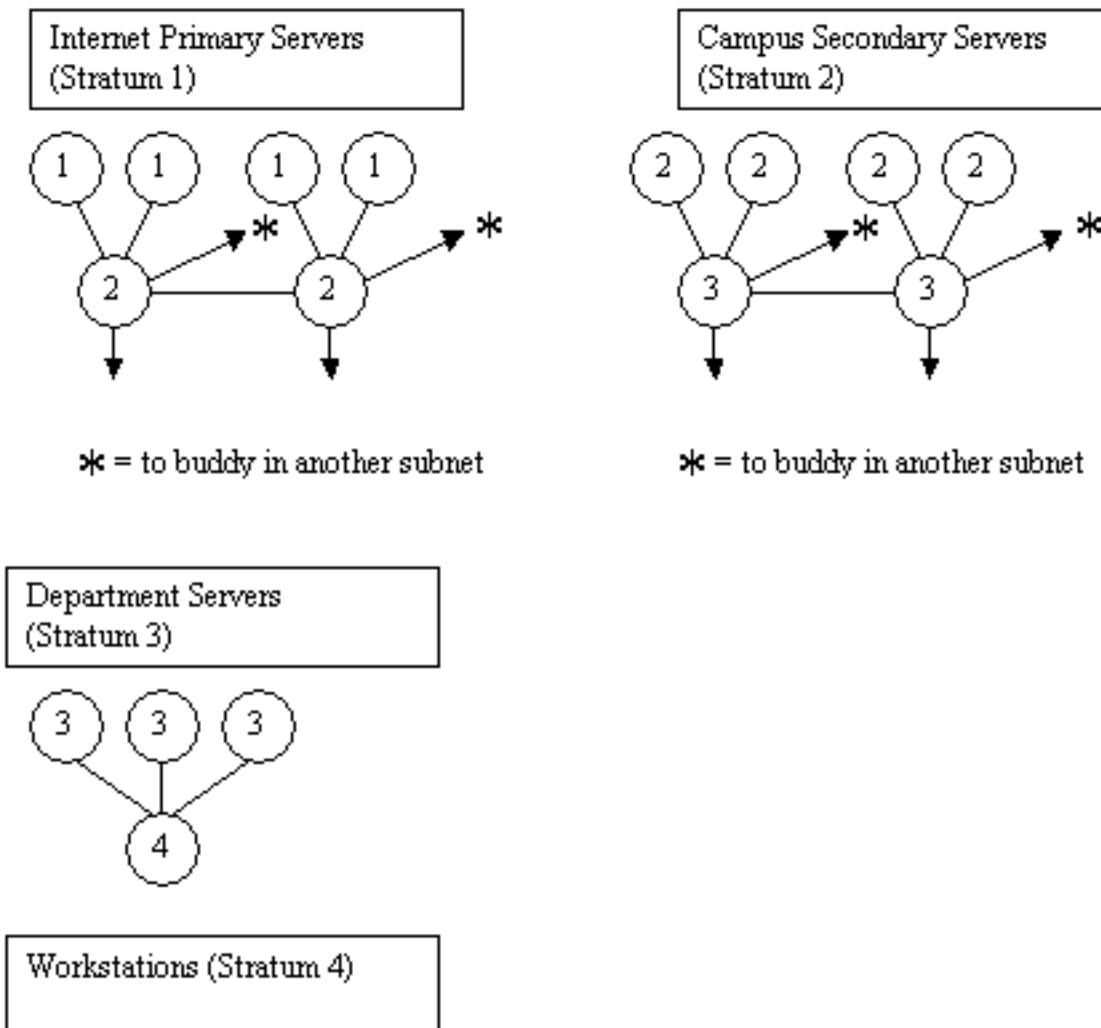 Internet Primary Servers
(Stratum 1)
1 1 1 1
*
*
2 2
* = to buddy in another subnet
Campus Secondary Servers
(Stratum 2)
2 2 2 2
*
*
3 3
* = to buddy in another subnet
Department Servers
(Stratum 3)
3 3 3
4
Workstations (Stratum 4)